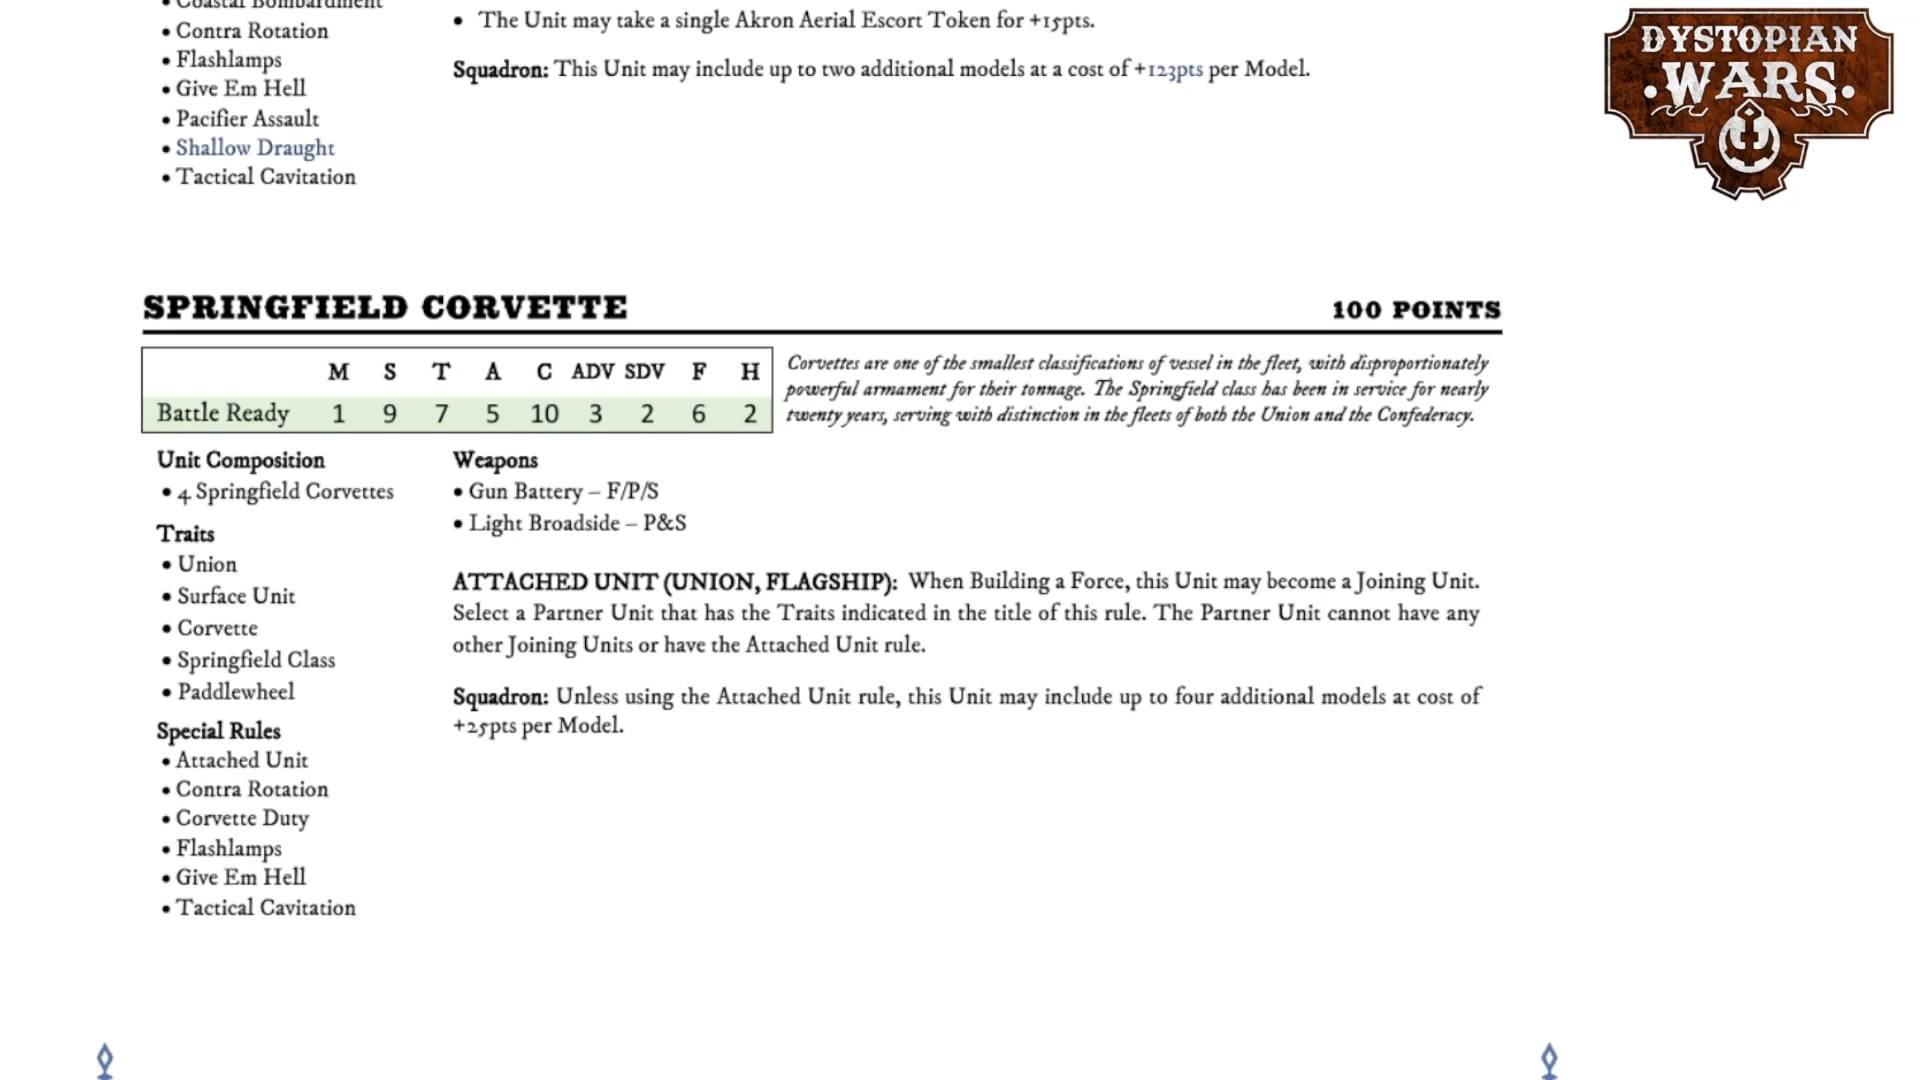 • Coastal Bombardment
• Contra Rotation
• Flashlamps
• Give Em Hell
• Pacifier Assault
• Shallow Draught
• Tactical Cavitation
• The Unit may take a single Akron Aerial Escort Token for +15pts.
Squadron: This Unit may include up to two additional models at a cost of +123pts per Model.
DYSTOPIAN
• WARS •
SPRINGFIELD CORVETTE 100 POINTS
M S T A C ADV SDV F H
Battle Ready 1 9 7 5 10 3 2 6 2
Corvettes are one of the smallest classifications of vessel in the fleet, with disproportionately
powerful armament for their tonnage. The Springfield class has been in service for nearly
twenty years, serving with distinction in the fleets of both the Union and the Confederacy.
Unit Composition
• 4 Springfield Corvettes
Traits
• Union
• Surface Unit
• Corvette
• Springfield Class
• Paddlewheel
Special Rules
• Attached Unit
• Contra Rotation
• Corvette Duty
• Flashlamps
• Give Em Hell
• Tactical Cavitation
Weapons
• Gun Battery – F/P/S
• Light Broadside – P&S
ATTACHED UNIT (UNION, FLAGSHIP): When Building a Force, this Unit may become a Joining Unit.
Select a Partner Unit that has the Traits indicated in the title of this rule. The Partner Unit cannot have any
other Joining Units or have the Attached Unit rule.
Squadron: Unless using the Attached Unit rule, this Unit may include up to four additional models at cost of
+25pts per Model.